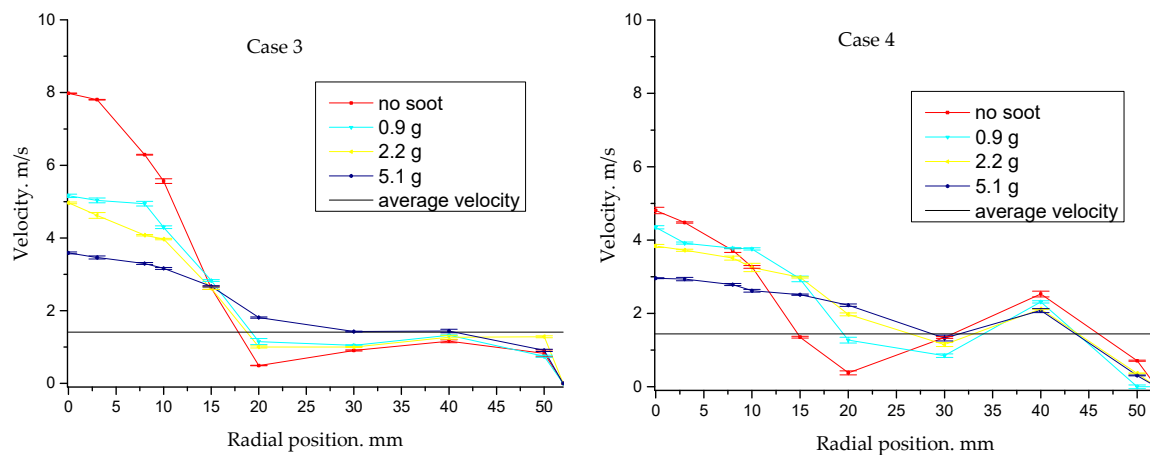 Case 3
10
8
6
4
2
0
Velocity. m/s
no soot
0.9 g
2.2 g
5.1 g
average velocity
0 5 10 15 20 25 30 35 40 45 50
Radial position. mm
Case 4
10
8
6
4
2
0
Velocity. m/s
no soot
0.9 g
2.2 g
5.1 g
average velocity
0 5 10 15 20 25 30 35 40 45 50
Radial position. mm